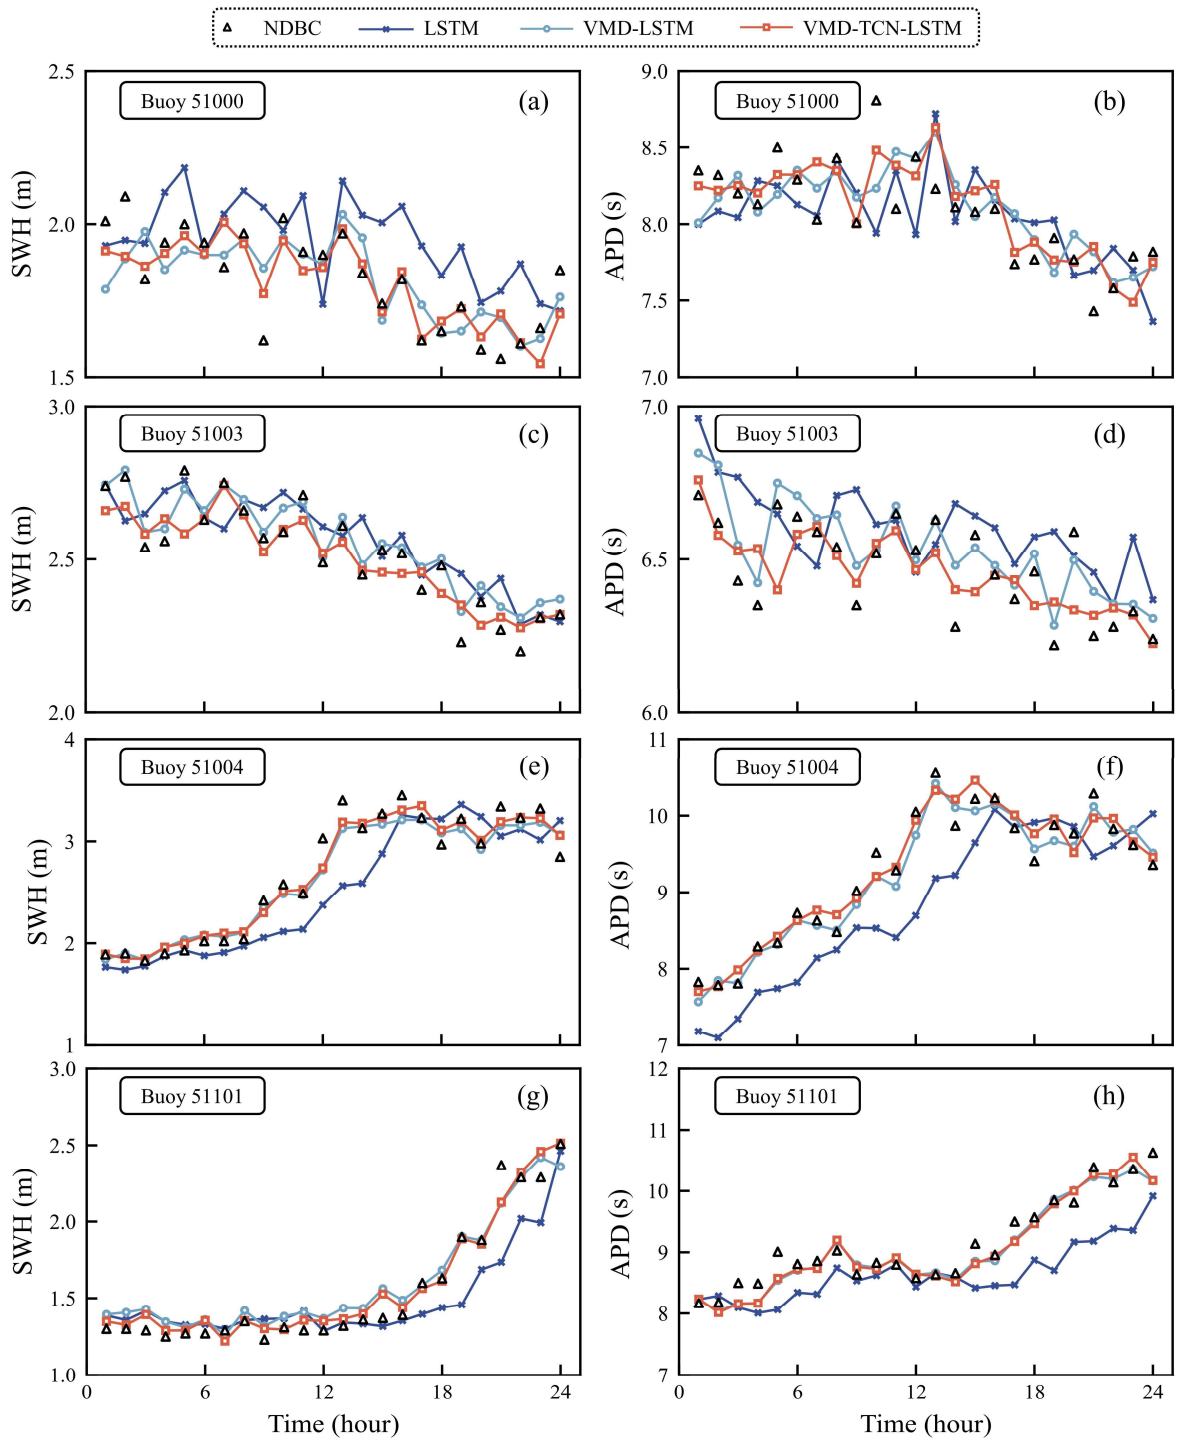 NDBC LSTM VMD-LSTM VMD-TCN-LSTM
2.5
2.0
1.5
SWH (m)
Buoy 51000
(a)
9.0
8.5
8.0
7.5
7.0
APD (s)
Buoy 51000
(b)
3.0
2.5
2.0
SWH (m)
Buoy 51003
(c)
7.0
6.5
6.0
APD (s)
Buoy 51003
(d)
4
3
2
1
SWH (m)
Buoy 51004
(e)
11
10
9
8
7
APD (s)
Buoy 51004
(f)
3.0
2.5
2.0
1.5
1.0
SWH (m)
Buoy 51101
(g)
0 6 12 18 24
Time (hour)
12
11
10
9
8
7
APD (s)
Buoy 51101
(h)
0 6 12 18 24
Time (hour)